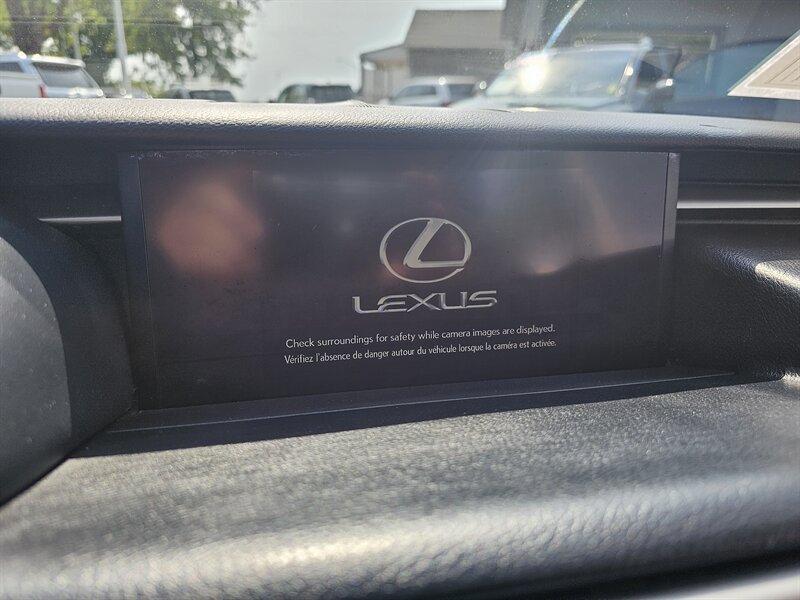 LEXUS
Check surroundings for safety while camera images are displayed.
Vérifiez l'absence de danger autour du véhicule lorsque la caméra est activée.